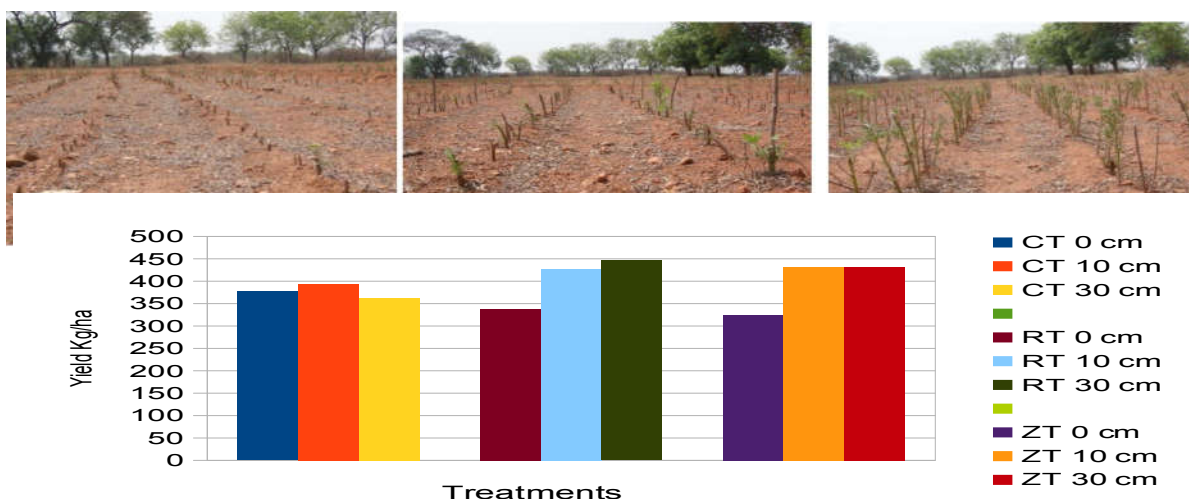 500
450
400
350
300
250
200
150
100
50
0
Yield Kg/ha
Treatments
CT 0 cm
CT 10 cm
CT 30 cm
RT 0 cm
RT 10 cm
RT 30 cm
ZT 0 cm
ZT 10 cm
ZT 30 cm